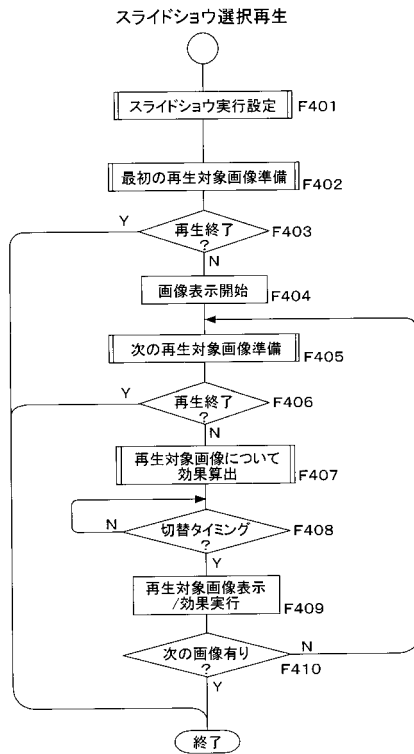 スライドショウ選択再生
スライドショウ実行設定
F401
最初の再生対象画像準備
F402
Y
再生終了
?
F403
N
画像表示開始
F404
次の再生対象画像準備
F405
Y
再生終了
?
F406
N
再生対象画像について
効果算出
F407
N
切替タイミング
?
F408
Y
再生対象画像表示
/効果実行
F409
次の画像有り
?
N
F410
Y
終了